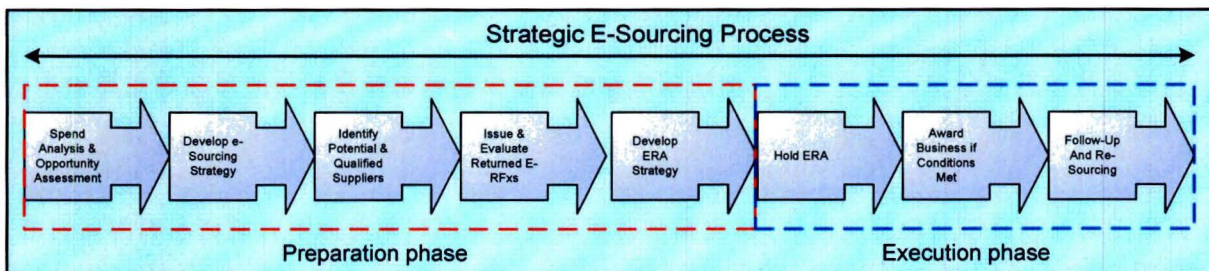 Strategic E-Sourcing Process
Spend
Analysis &
Opportunity
Assessment
Develop e-
Sourcing
Strategy
Identify
Potential &
Qualified
Suppliers
Issue &
Evaluate
Returned E-
RFxs
Develop
ERA
Strategy
Hold ERA
Award
Business if
Conditions
Met
Follow-Up
And Re-
Sourcing
Preparation phase
Execution phase